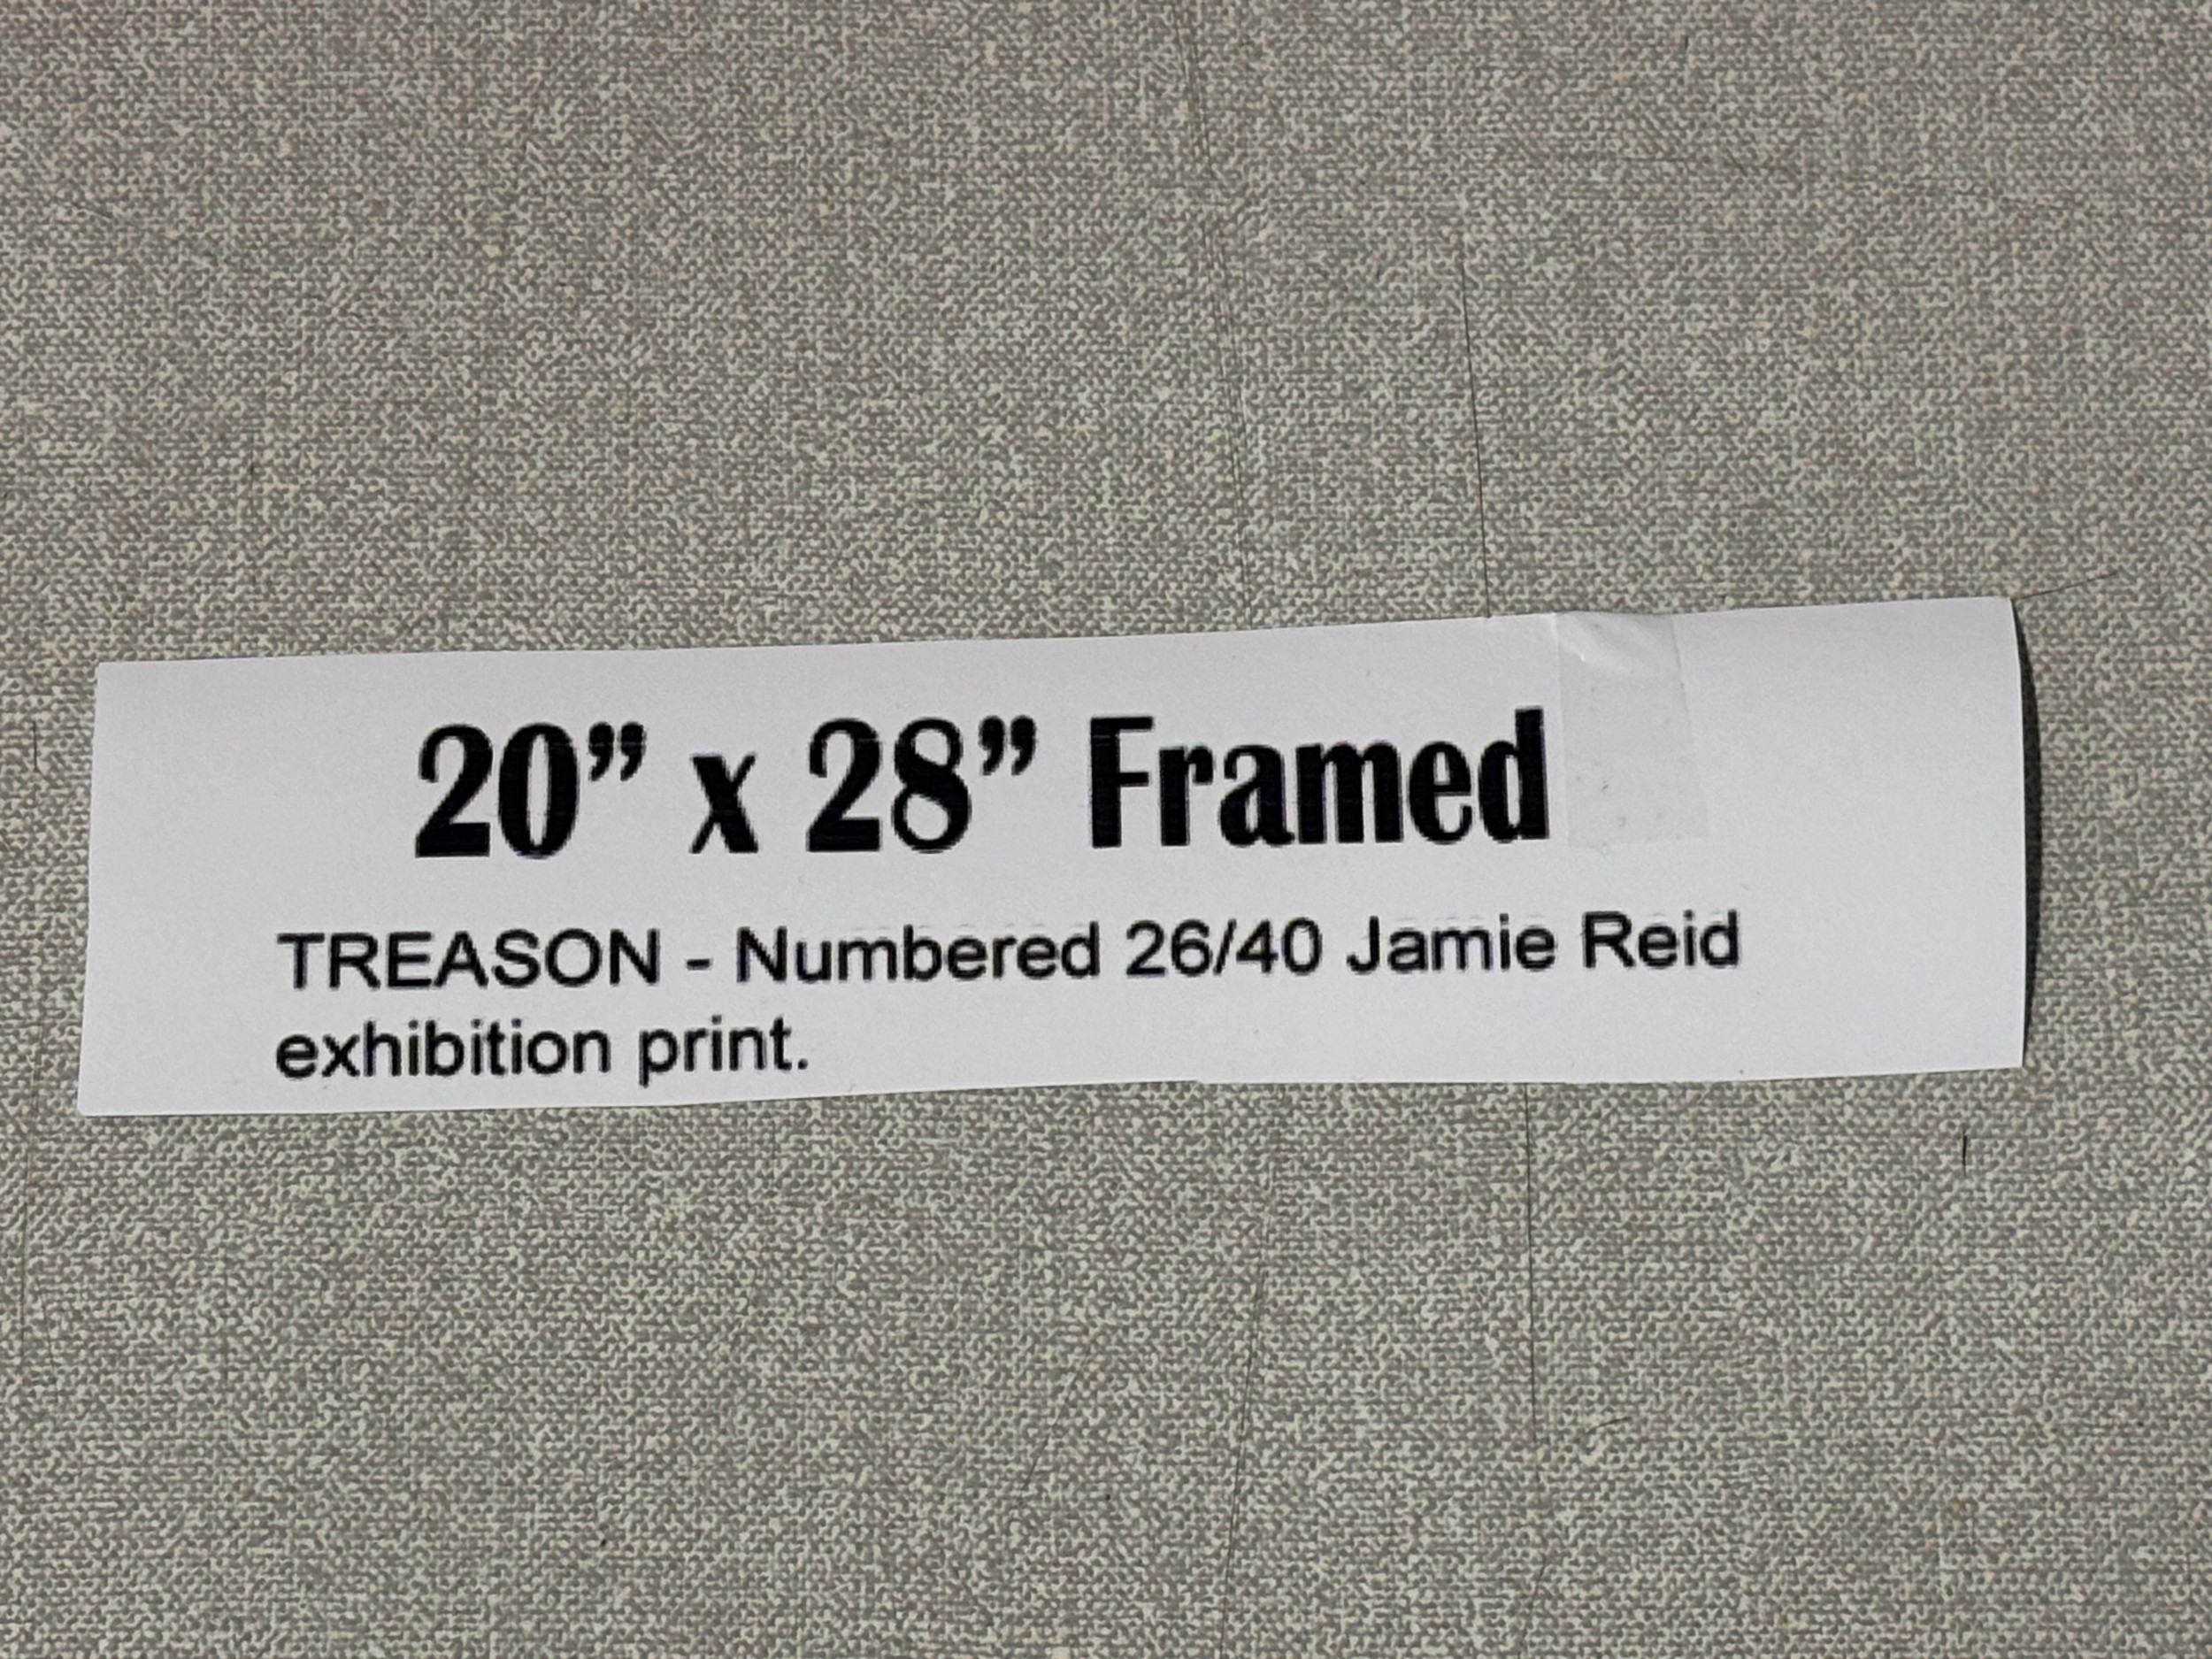 20” x 28” Framed
TREASON - Numbered 26/40 Jamie Reid
exhibition print.